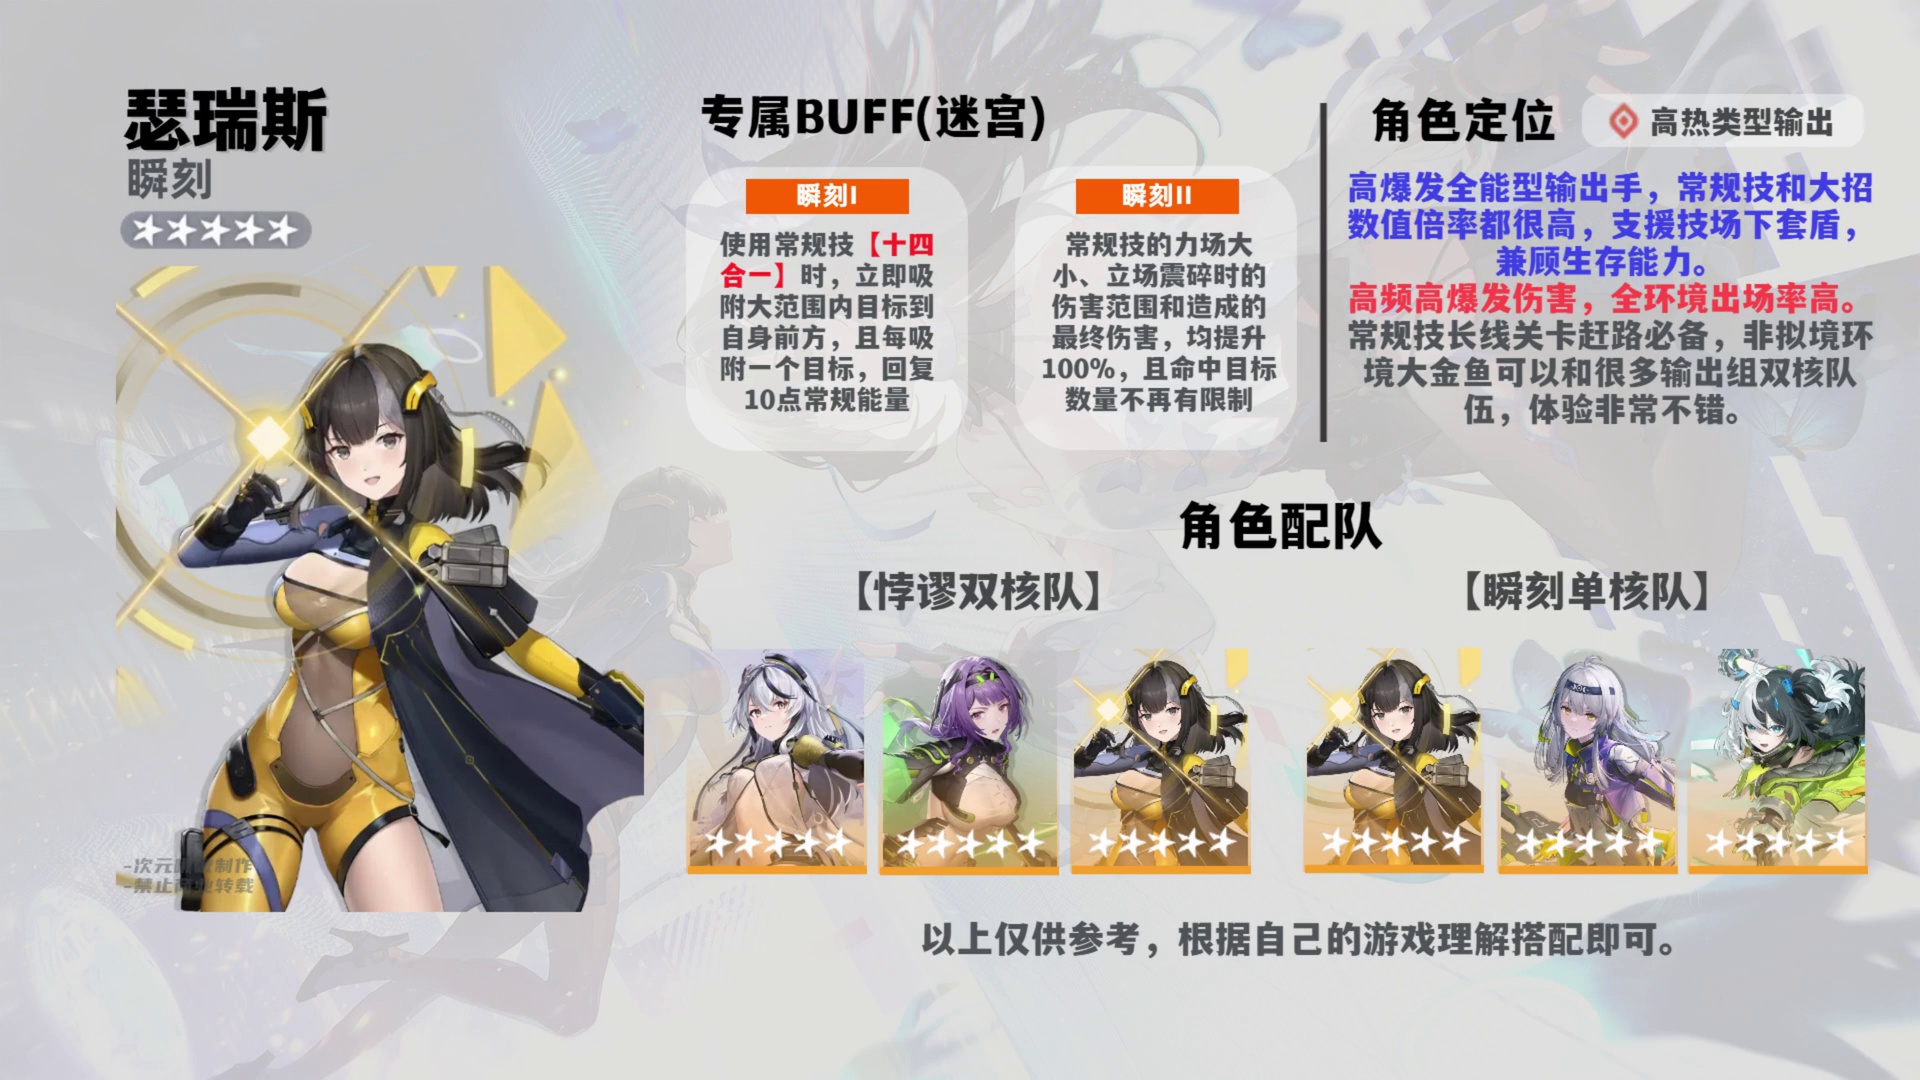 瑟瑞斯
瞬刻
专属BUFF(迷宫)
瞬刻I
使用常规技【十四
合一】时，立即吸
附大范围内目标到
自身前方，且每吸
附一个目标，回复
10点常规能量
瞬刻II
常规技的力场大
小、立场震碎时的
伤害范围和造成的
最终伤害，均提升
100%，且命中目标
数量不再有限制
角色定位
高热类型输出
高爆发全能型输出手，常规技和大招
数值倍率都很高，支援技场下套盾，
兼顾生存能力。
高频高爆发伤害，全环境出场率高。
常规技长线关卡赶路必备，非拟境环
境大金鱼可以和很多输出组双核队
伍，体验非常不错。
角色配队
【悖谬双核队】
【瞬刻单核队】
以上仅供参考，根据自己的游戏理解搭配即可。
-次元 制作
-禁止商业转载